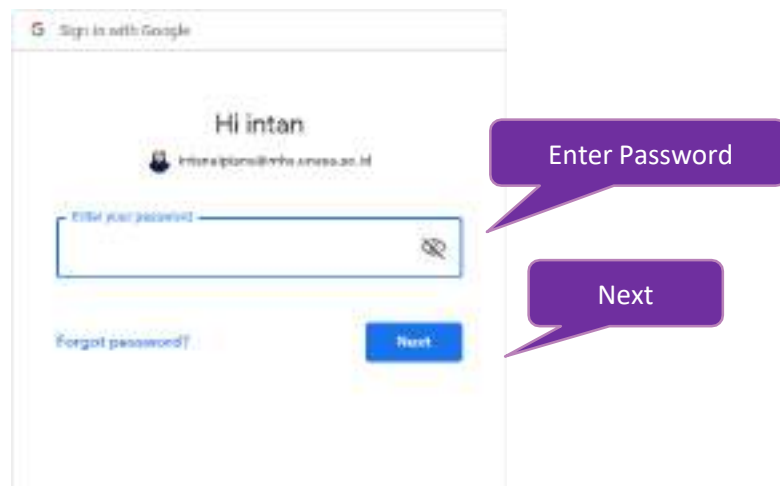 G Sign in with Google
Hi intan
Enter Password
Enter your password
Next
Forgot password?
Next